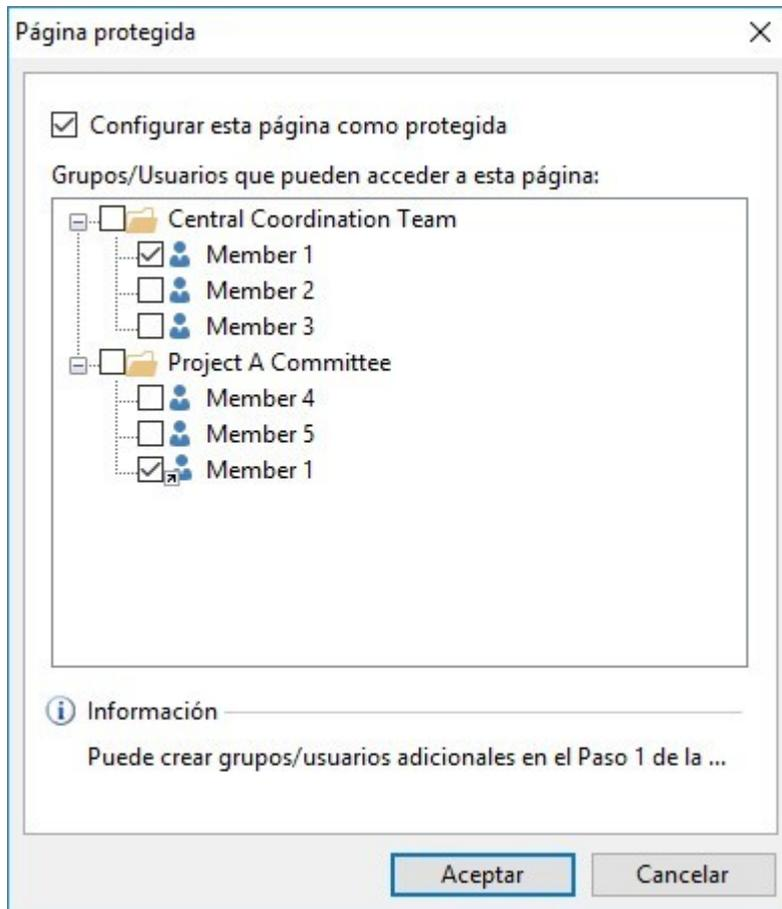 Página protegida
Configurar esta página como protegida
Grupos/Usuarios que pueden acceder a esta página:
Central Coordination Team
Member 1
Member 2
Member 3
Project A Committee
Member 4
Member 5
Member 1
Información
Puede crear grupos/usuarios adicionales en el Paso 1 de la ...
Aceptar Cancelar